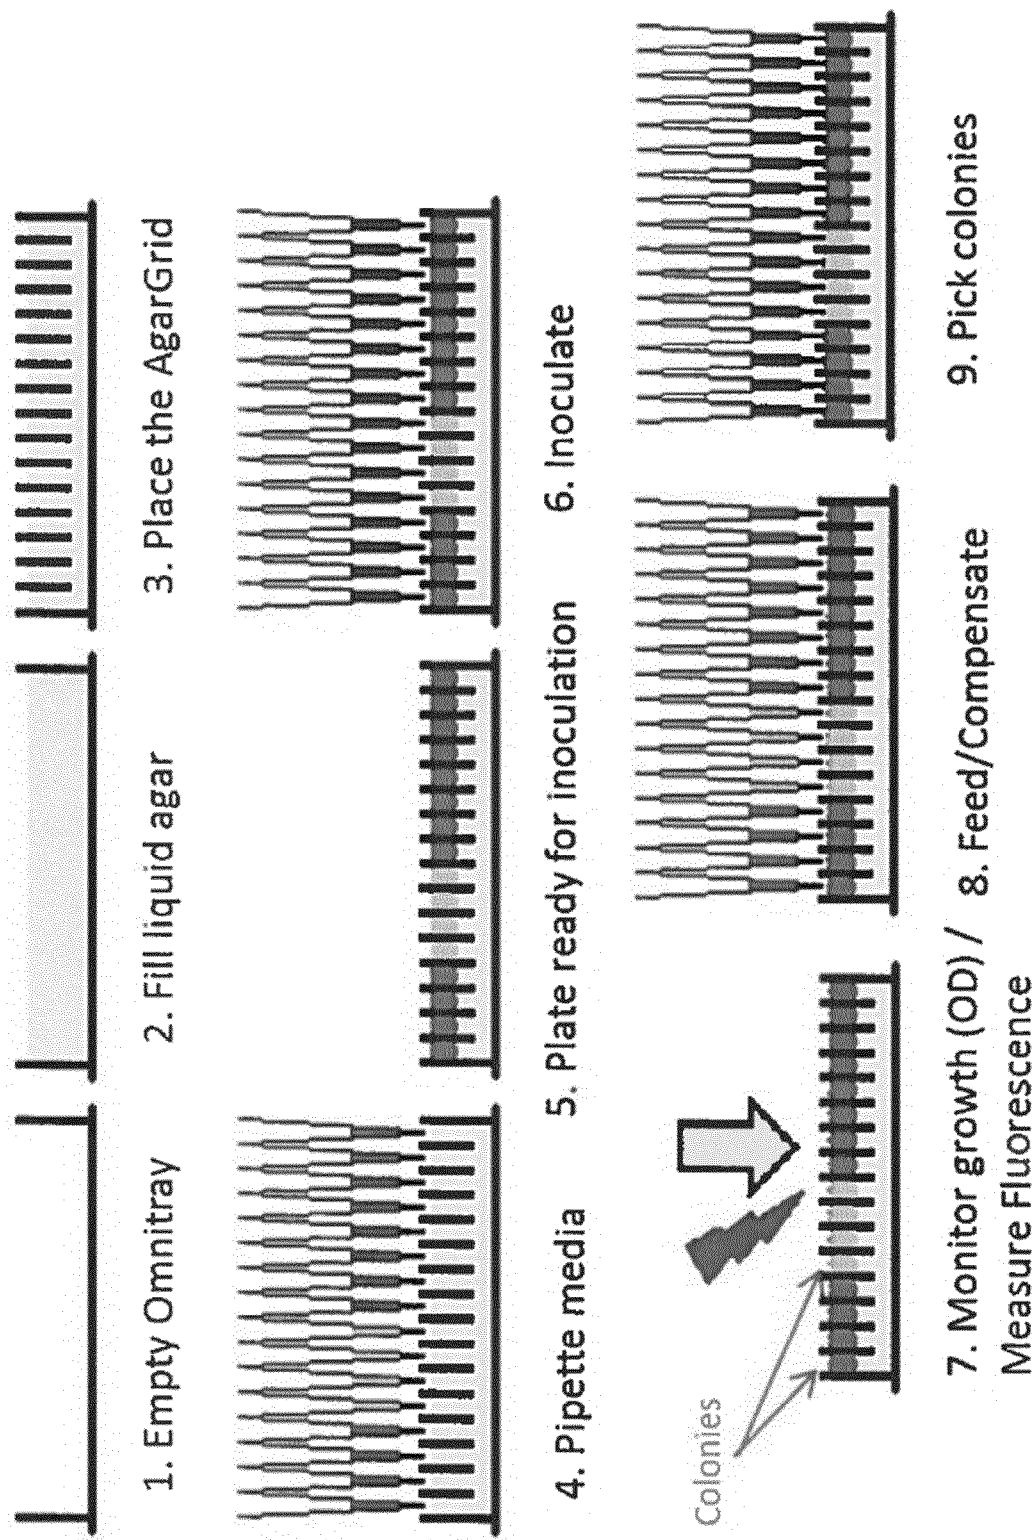 1. Empty Omnitray
2. Fill liquid agar
3. Place the AgarGrid
4. Pipette media
5. Plate ready for inoculation
6. Inoculate
Colonies
7. Monitor growth (OD) /
Measure Fluorescence
8. Feed/Compensate
9. Pick colonies